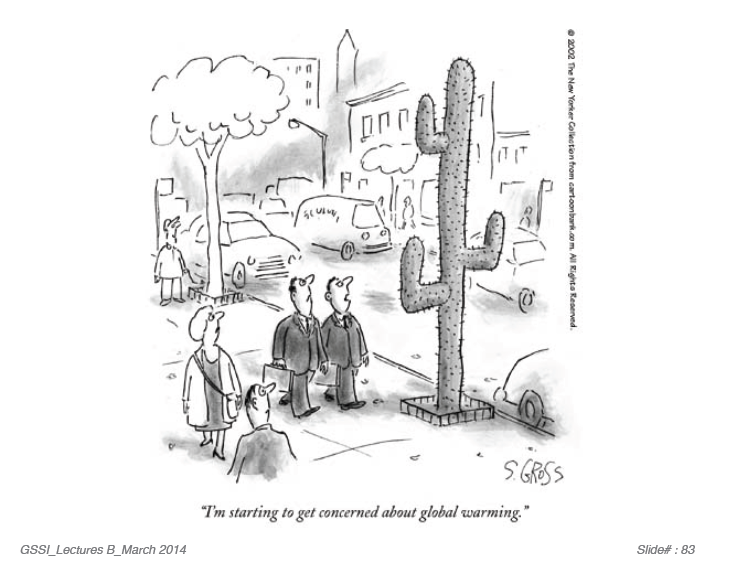 © 2002 The New Yorker Collection from cartoonbank.com. All Rights Reserved.
S. GROSS
“I'm starting to get concerned about global warming.”
GSSI_Lectures B_March 2014
Slide# : 83